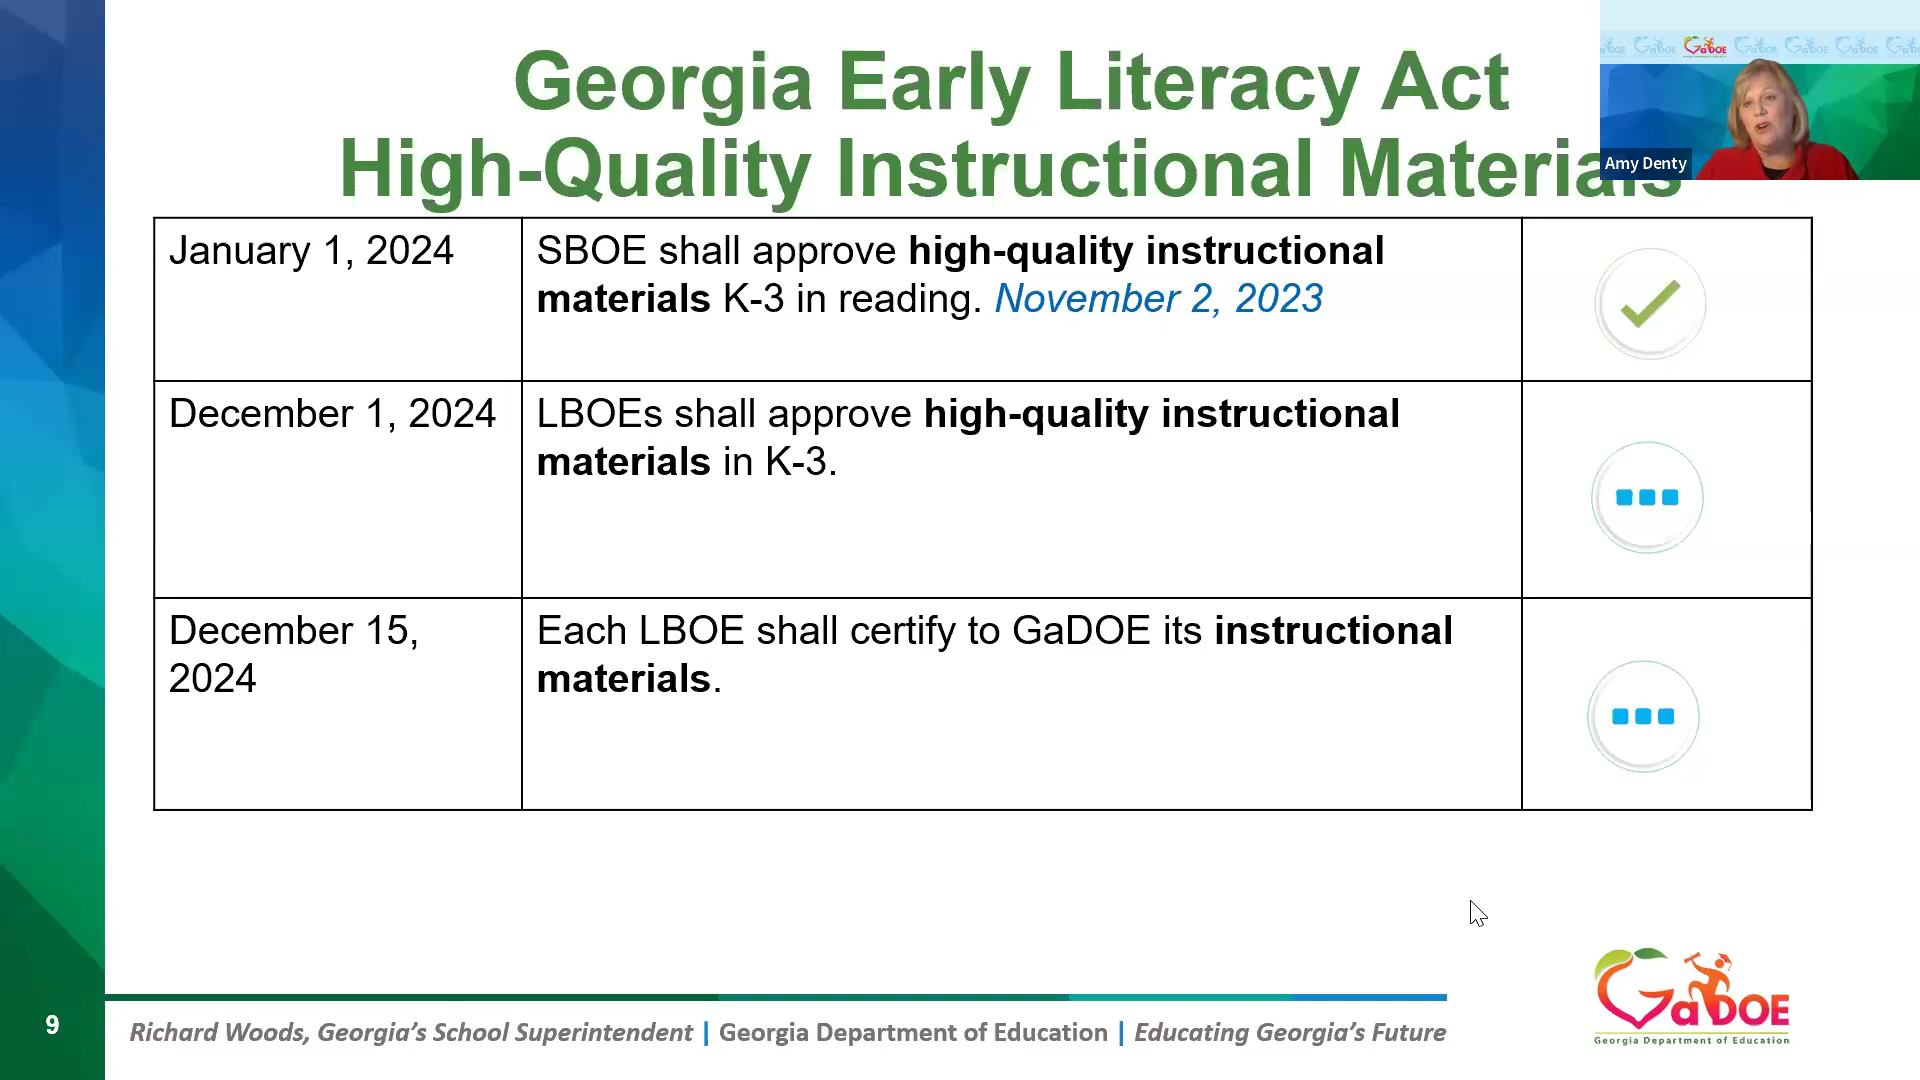 Georgia Early Literacy Act
High-Quality Instructional Materials
GaDOE
Amy Denty
January 1, 2024
SBOE shall approve high-quality instructional
materials K-3 in reading. November 2, 2023
December 1, 2024
LBOEs shall approve high-quality instructional
materials in K-3.
December 15,
2024
Each LBOE shall certify to GaDOE its instructional
materials.
9
Richard Woods, Georgia’s School Superintendent | Georgia Department of Education | Educating Georgia’s Future
GaDOE
Georgia Department of Education